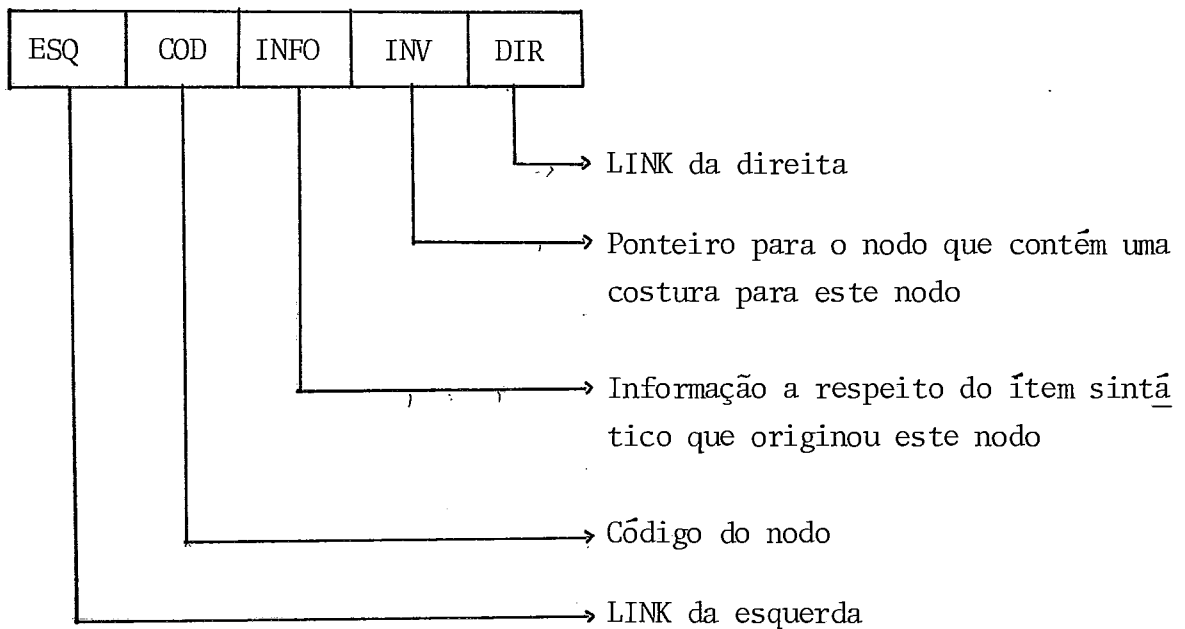 ESQ COD INFO INV DIR
LINK da direita
Ponteiro para o nodo que contém uma
costura para este nodo
Informação a respeito do ítem sintá
tico que originou este nodo
Código do nodo
LINK da esquerda